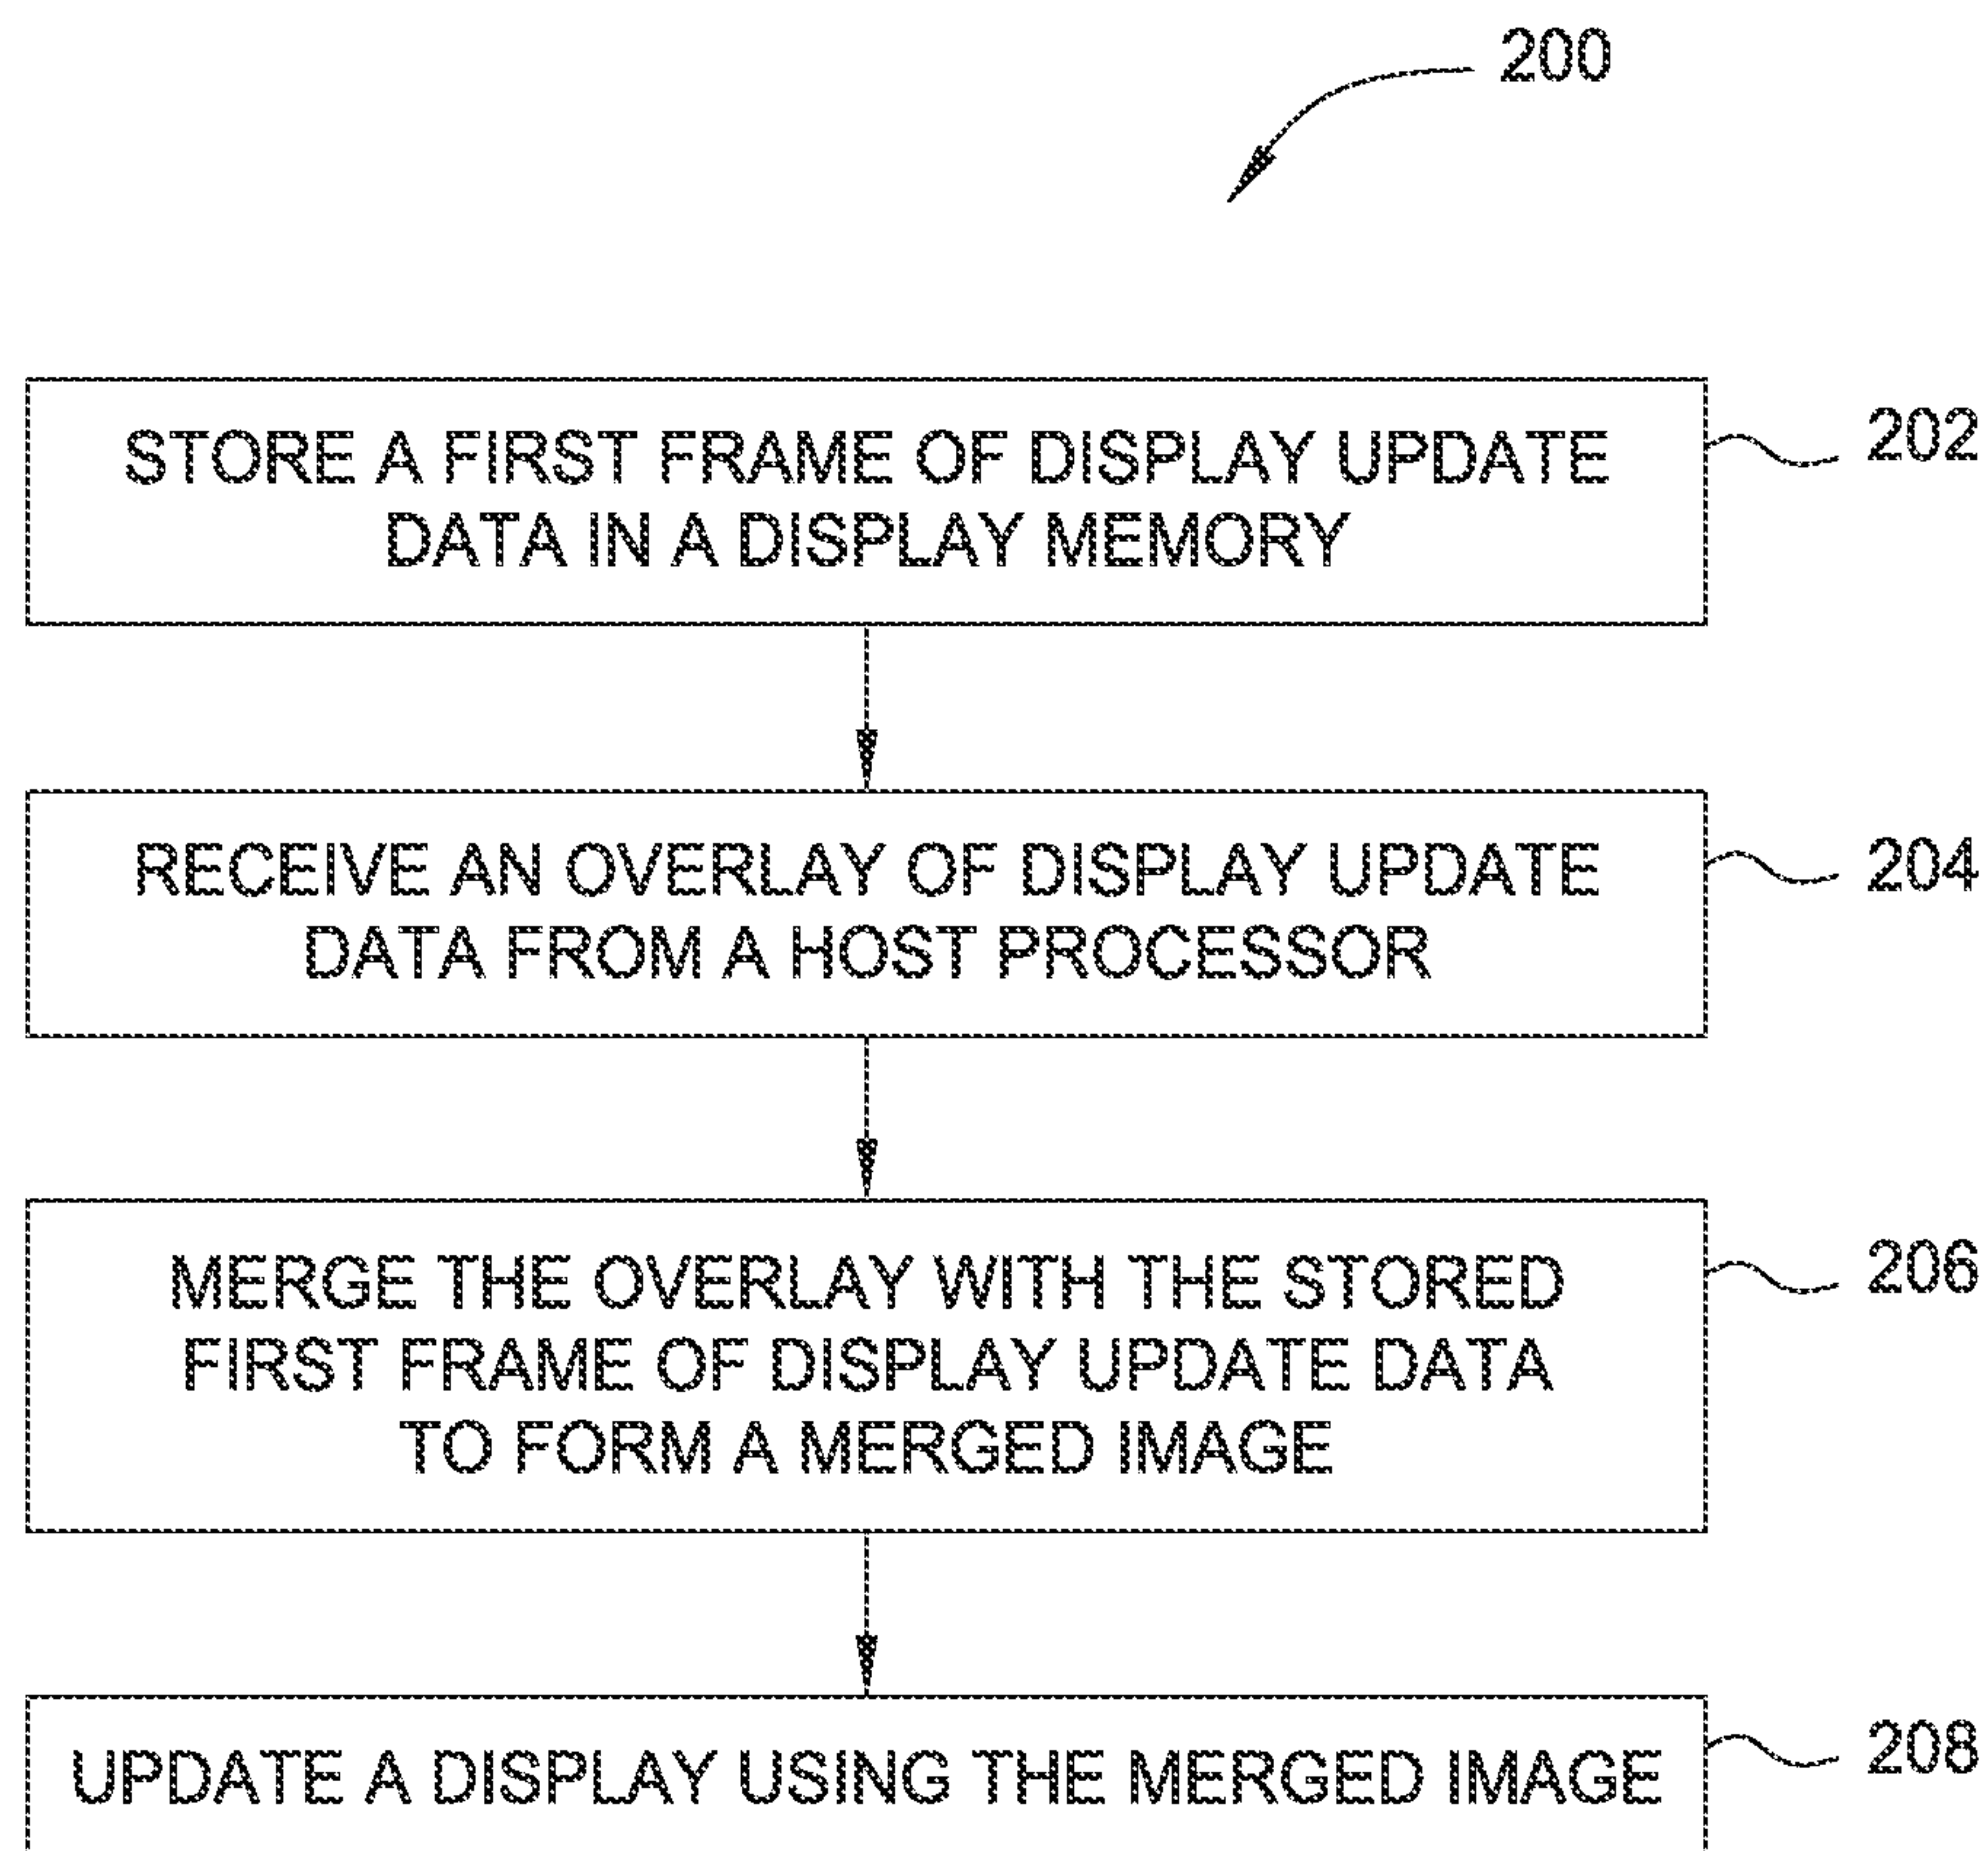 200
STORE A FIRST FRAME OF DISPLAY UPDATE
DATA IN A DISPLAY MEMORY
202
RECEIVE AN OVERLAY OF DISPLAY UPDATE
DATA FROM A HOST PROCESSOR
204
MERGE THE OVERLAY WITH THE STORED
FIRST FRAME OF DISPLAY UPDATE DATA
TO FORM A MERGED IMAGE
206
UPDATE A DISPLAY USING THE MERGED IMAGE
208